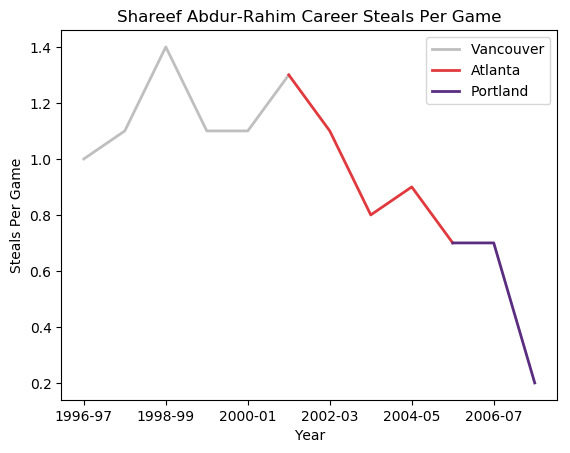 Shareef Abdur-Rahim Career Steals Per Game
Vancouver
Atlanta
Portland
1.4
1.2
1.0
0.8
0.6
0.4
0.2
Steals Per Game
1996-97 1998-99 2000-01 2002-03 2004-05 2006-07
Year